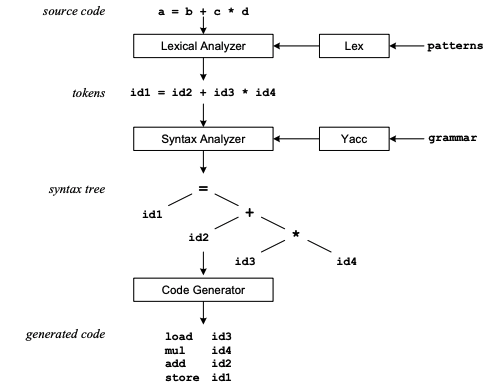 source code a = b + c * d
Lexical Analyzer Lex patterns
tokens id1 = id2 + id3 * id4
Syntax Analyzer Yacc grammar
syntax tree =
id1 +
id2 *
id3 id4
Code Generator
generated code load id3
mul id4
add id2
store id1